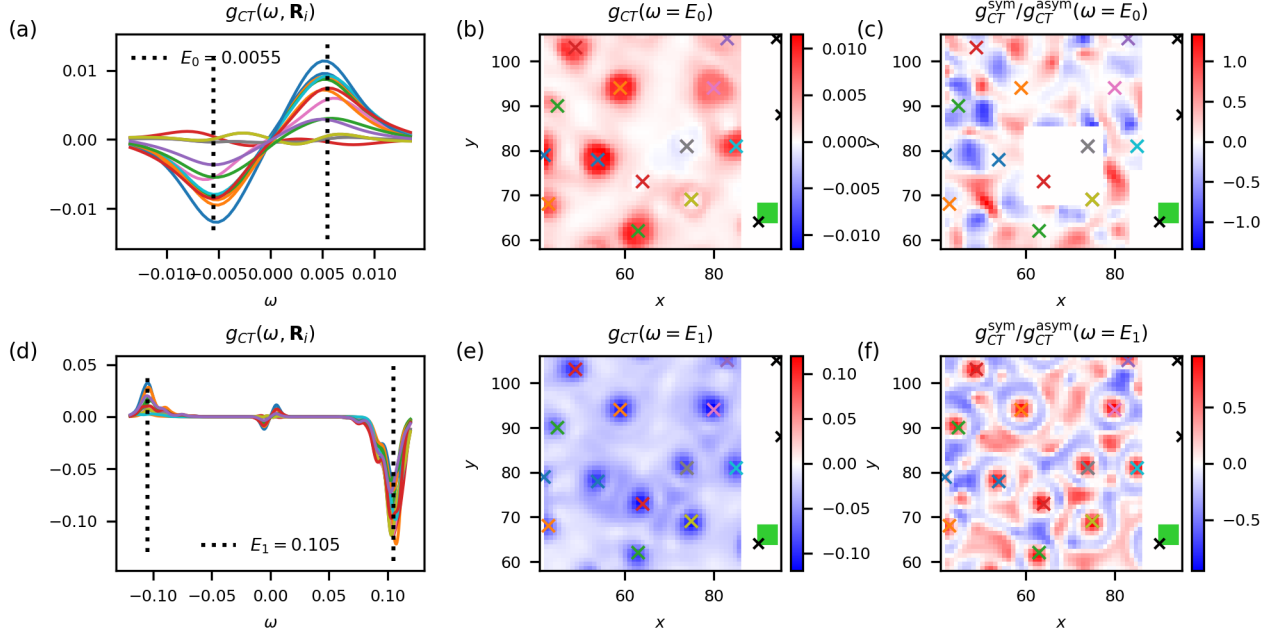 (a)
g_CT(ω, R_i)
E_0 = 0.0055
0.01
0.00
−0.01
−0.010
−0.005
0.000
0.005
0.010
ω
(b)
g_CT(ω = E_0)
100
90
80
70
60
y
60
80
x
0.010
0.005
0.000
−0.005
−0.010
(c)
g_CT^sym/g_CT^asym(ω = E_0)
100
90
80
70
60
y
60
80
x
1.0
0.5
0.0
−0.5
−1.0
(d)
g_CT(ω, R_i)
0.05
0.00
−0.05
−0.10
E_1 = 0.105
−0.10
−0.05
0.00
0.05
0.10
ω
(e)
g_CT(ω = E_1)
100
90
80
70
60
y
60
80
x
0.10
0.05
0.00
−0.05
−0.10
(f)
g_CT^sym/g_CT^asym(ω = E_1)
100
90
80
70
60
y
60
80
x
0.5
0.0
−0.5